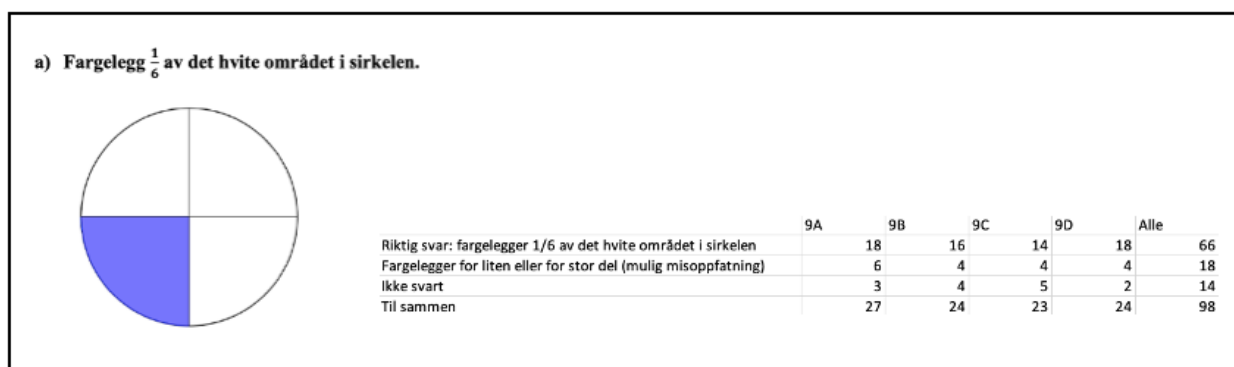 a) Fargelegg 1/6 av det hvite området i sirkelen.
9A 9B 9C 9D Alle
Riktig svar: fargelegger 1/6 av det hvite området i sirkelen 18 16 14 18 66
Fargelegger for liten eller for stor del (mulig misoppfatning) 6 4 4 4 18
Ikke svart 3 4 5 2 14
Til sammen 27 24 23 24 98